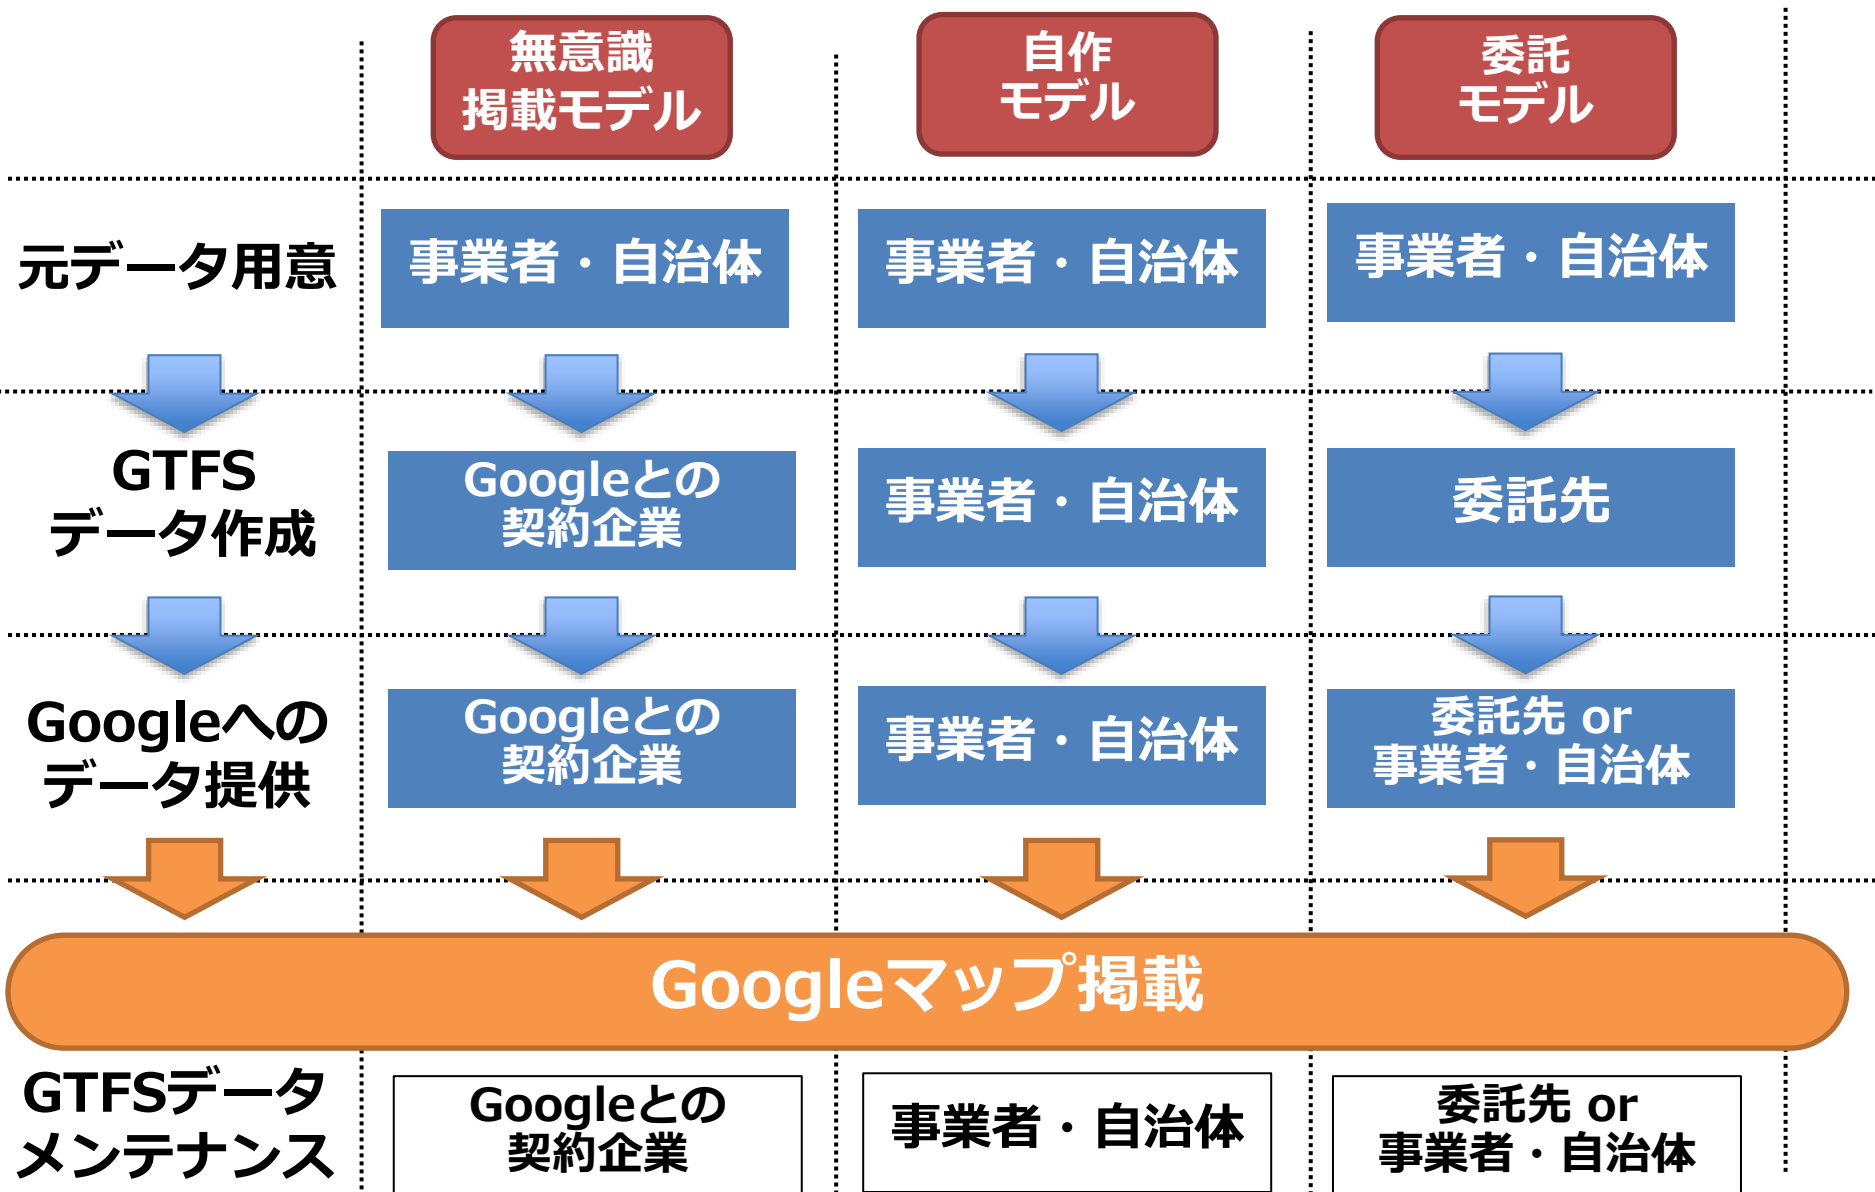 無意識
掲載モデル
自作
モデル
委託
モデル
元データ用意
事業者・自治体
事業者・自治体
事業者・自治体
GTFS
データ作成
Googleとの
契約企業
事業者・自治体
委託先
Googleへの
データ提供
Googleとの
契約企業
事業者・自治体
委託先 or
事業者・自治体
Googleマップ掲載
GTFSデータ
メンテナンス
Googleとの
契約企業
事業者・自治体
委託先 or
事業者・自治体